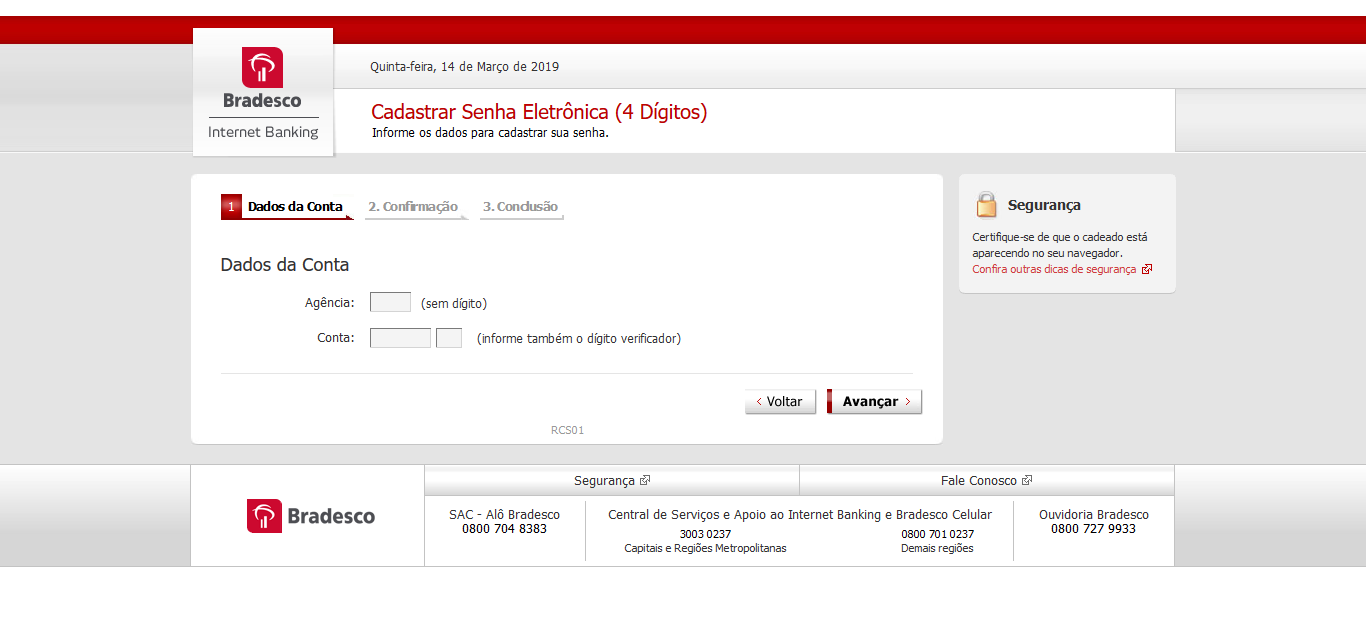 Bradesco
Internet Banking
Quinta-feira, 14 de Março de 2019
Cadastrar Senha Eletrônica (4 Dígitos)
Informe os dados para cadastrar sua senha.
1 Dados da Conta 2. Confirmação 3. Conclusão
Dados da Conta
Agência: (sem dígito)
Conta: (informe também o dígito verificador)
Voltar Avançar
RCS01
Segurança
Certifique-se de que o cadeado está
aparecendo no seu navegador.
Confira outras dicas de segurança
Bradesco
Segurança Fale Conosco
SAC - Alô Bradesco
0800 704 8383
Central de Serviços e Apoio ao Internet Banking e Bradesco Celular
3003 0237
Capitais e Regiões Metropolitanas
0800 701 0237
Demais regiões
Ouvidoria Bradesco
0800 727 9933